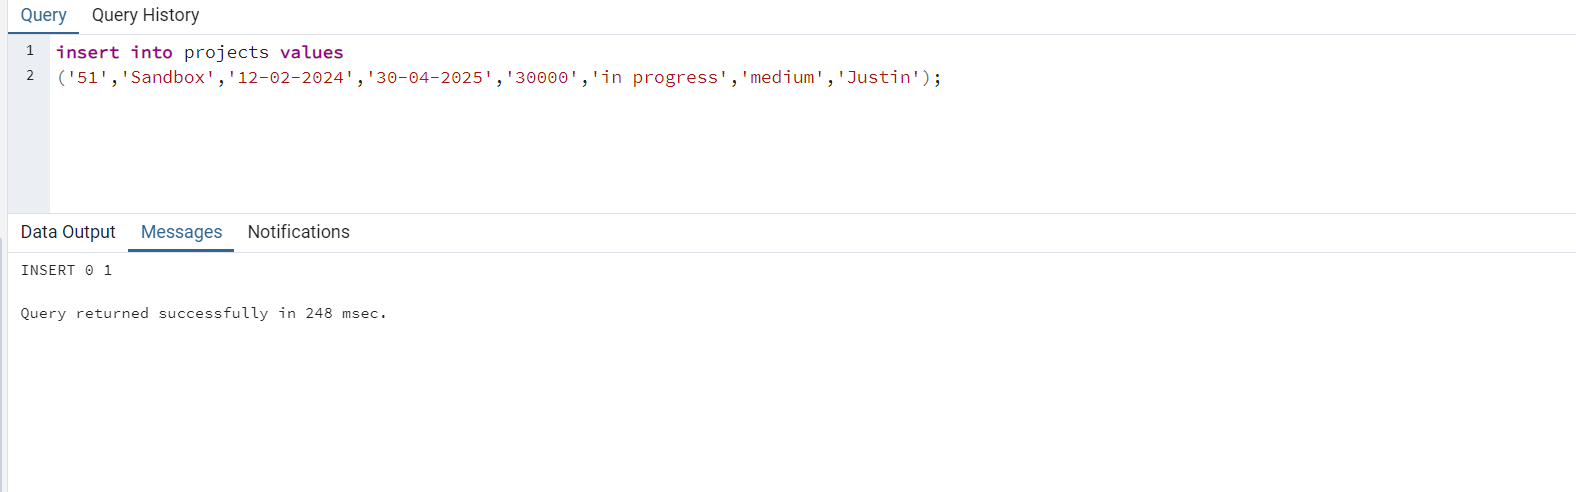 Query Query History
1 insert into projects values
2 ('51','Sandbox','12-02-2024','30-04-2025','30000','in progress','medium','Justin');
Data Output Messages Notifications
INSERT 0 1
Query returned successfully in 248 msec.